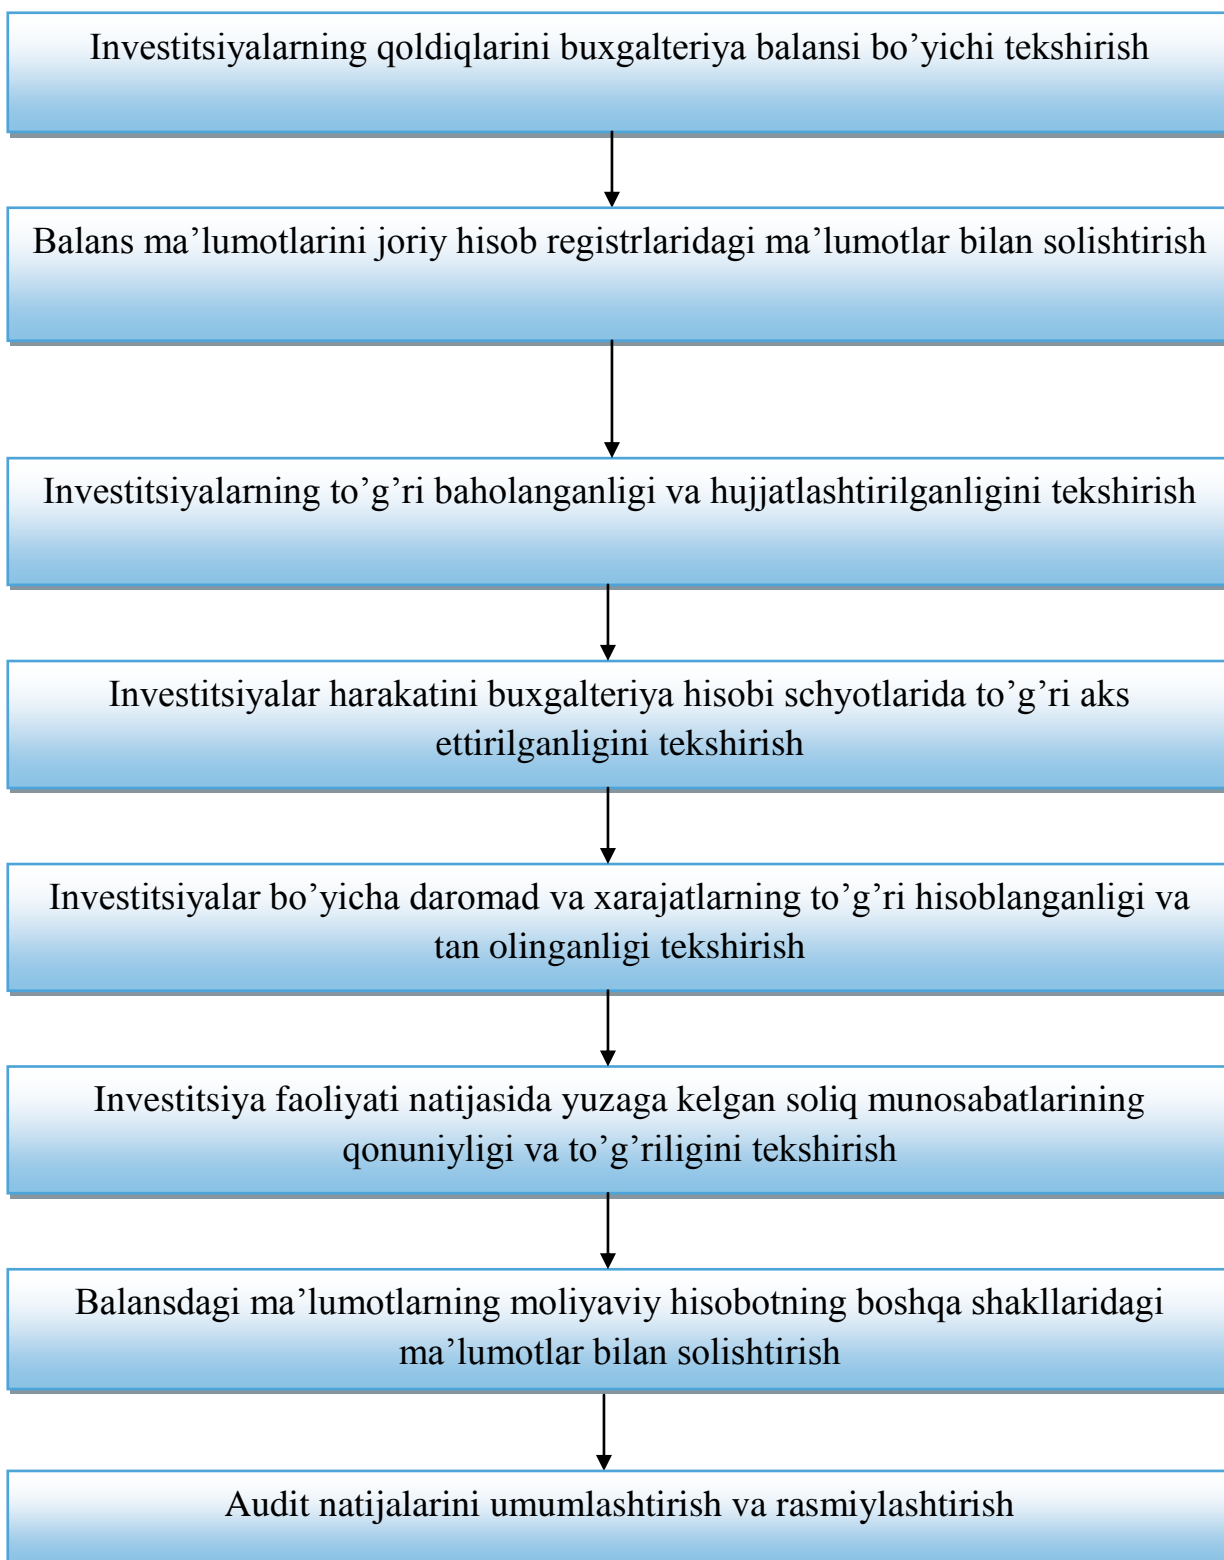 Investitsiyalarning qoldiqlarini buxgalteriya balansi bo’yichi tekshirish
Balans ma’lumotlarini joriy hisob registrlaridagi ma’lumotlar bilan solishtirish
Investitsiyalarning to’g’ri baholanganligi va hujjatlashtirilganligini tekshirish
Investitsiyalar harakatini buxgalteriya hisobi schyotlarida to’g’ri aks
ettirilganligini tekshirish
Investitsiyalar bo’yicha daromad va xarajatlarning to’g’ri hisoblanganligi va
tan olinganligi tekshirish
Investitsiya faoliyati natijasida yuzaga kelgan soliq munosabatlarining
qonuniyligi va to’g’riligini tekshirish
Balansdagi ma’lumotlarning moliyaviy hisobotning boshqa shakllaridagi
ma’lumotlar bilan solishtirish
Audit natijalarini umumlashtirish va rasmiylashtirish